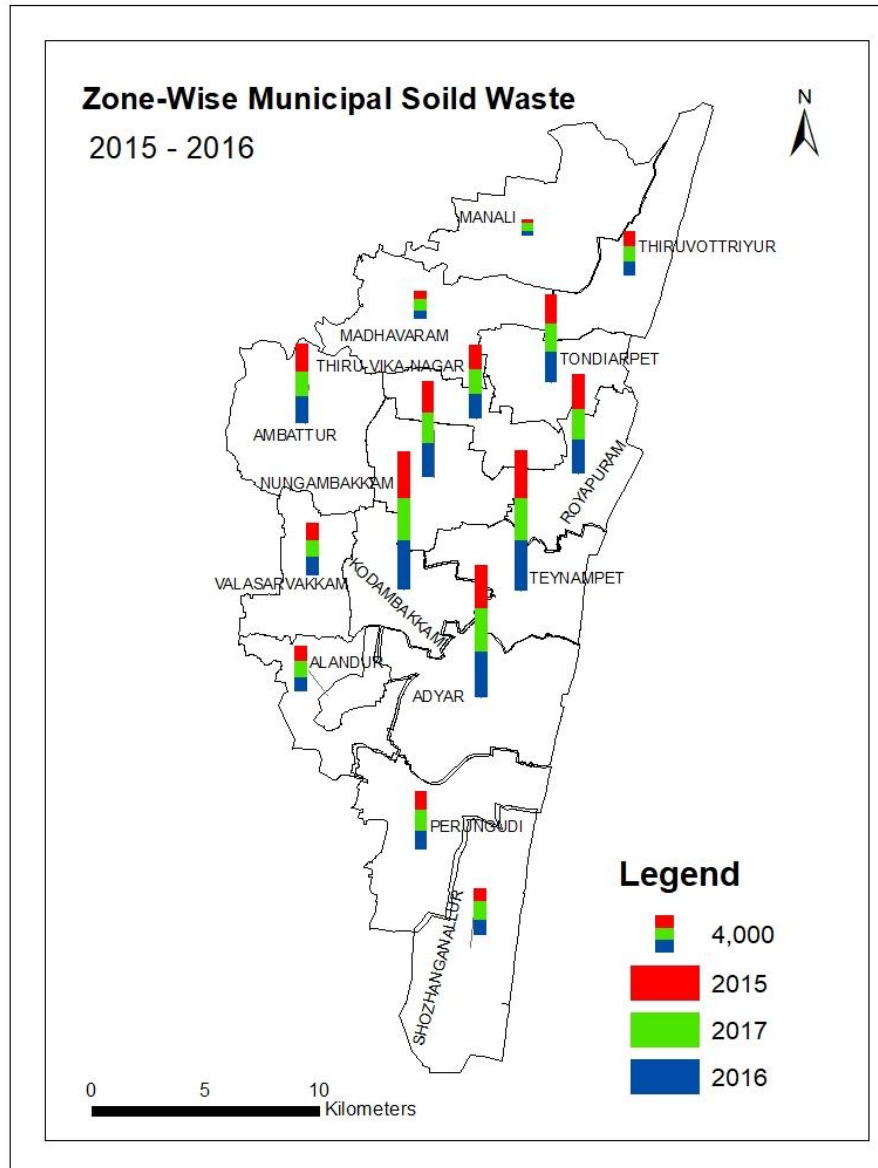 Zone-Wise Municipal Soild Waste
2015 - 2016
N
MANALI
THIRUVOTTRIYUR
MADHAVARAM
THIRU-VIKA-NAGAR
TONDIARPET
AMBATTUR
NUNGAMBAKKAM
ROYAPURAM
VALASARVAKKAM
KODAMBAKKAMI
TEYNAMPET
ALANDUR
ADYAR
PERUNGUDI
SHOZHANGANALLUR
Legend
4,000
2015
2017
2016
0 5 10
Kilometers